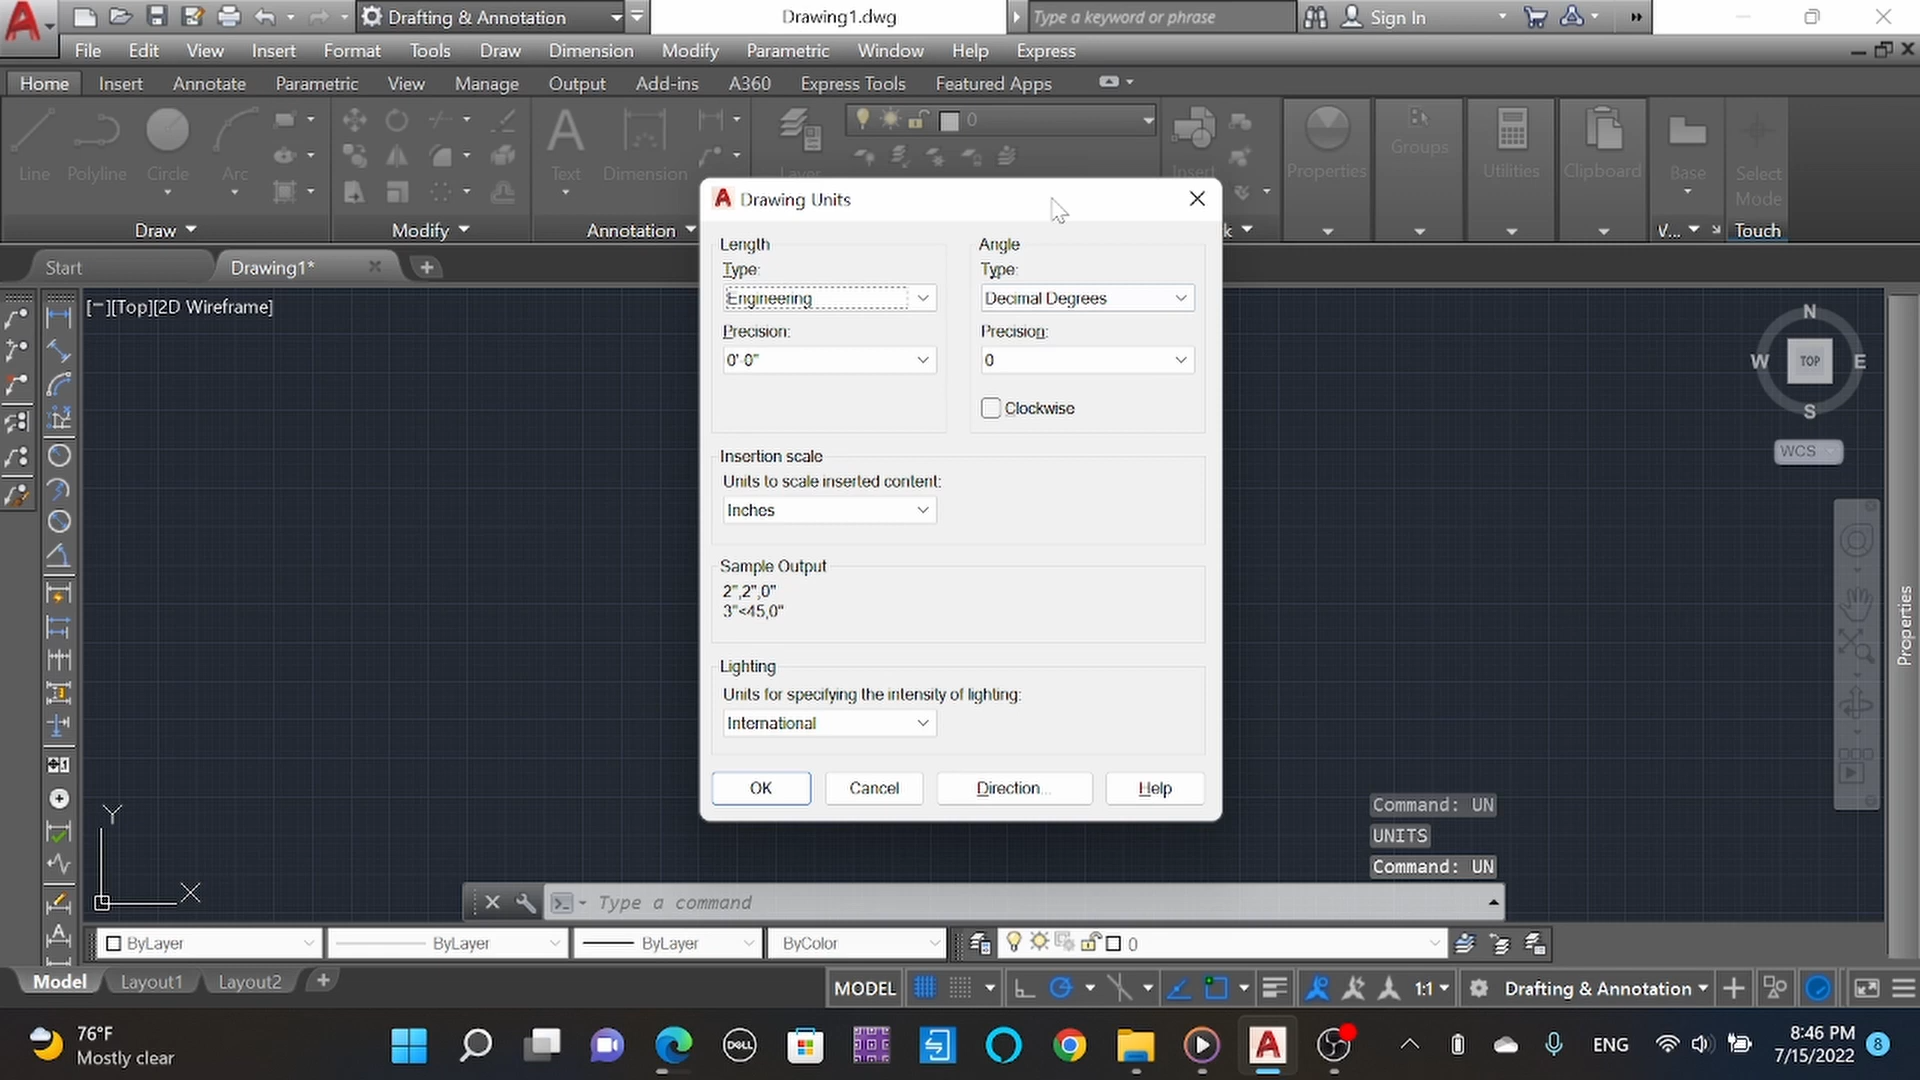 Drafting & Annotation
Drawing1.dwg
Type a keyword or phrase
Sign In
File Edit View Insert Format Tools Draw Dimension Modify Parametric Window Help Express
Home Insert Annotate Parametric View Manage Output Add-ins A360 Express Tools Featured Apps
0
Line Polyline Circle Arc Text Dimension Layer Insert Properties Groups Utilities Clipboard Base Select Mode
Draw Modify Annotation V... Touch
Start Drawing1*
[−][Top][2D Wireframe]
Drawing Units
Length
Type:
Engineering
Precision:
0'-0"
Angle
Type:
Decimal Degrees
Precision:
0
Clockwise
Insertion scale
Units to scale inserted content:
Inches
Sample Output
2",2",0"
3"<45,0"
Lighting
Units for specifying the intensity of lighting:
International
OK Cancel Direction... Help
N
W TOP E
S
WCS
Properties
Y
X
Command: UN
UNITS
Command: UN
Type a command
ByLayer ByLayer ByLayer ByColor 0
Model Layout1 Layout2
MODEL 1:1 Drafting & Annotation
76°F
Mostly clear
DELL
ENG
8:46 PM
7/15/2022
8